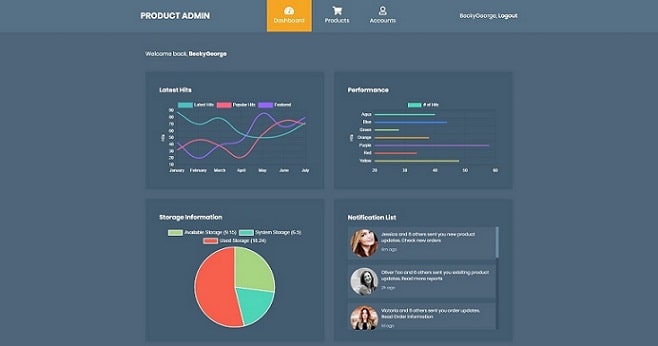 PRODUCT ADMIN
Dashboard
Products
Accounts
BeckyGeorge, Logout
Welcome back, BeckyGeorge
Latest Hits
Latest Hits Popular Hits Featured
90
80
70
60
50
40
30
20
10
Hits
January February March April May June July
Performance
# of Hits
Aqua
Blue
Green
Orange
Purple
Red
Yellow
Hits
20 30 40 50 60
Storage Information
Available Storage (9.15) System Storage (6.5)
Used Storage (18.24)
Notification List
Jessica and 6 others sent you new product
updates. Check new orders
6m ago
Oliver Too and 6 others sent you existing product
updates. Read more reports
2h ago
Victoria and 6 others sent you order updates.
Read Order Information